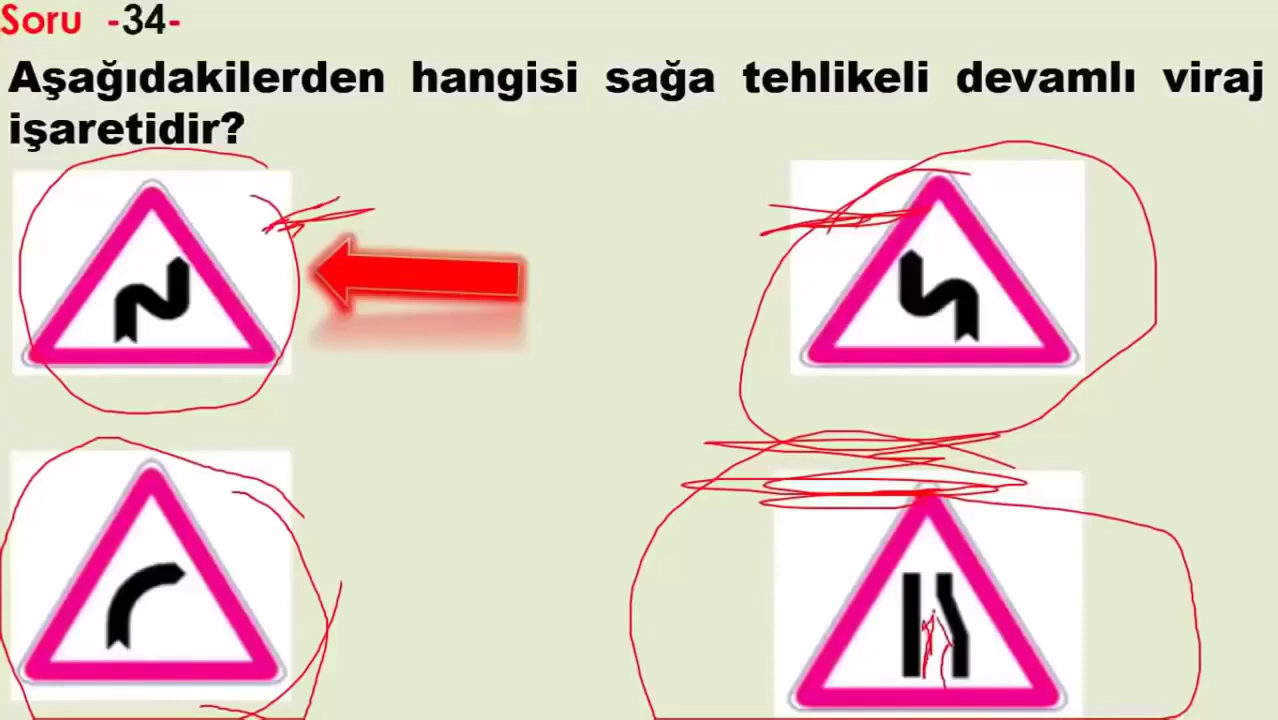 Soru -34-
Aşağıdakilerden hangisi sağa tehlikeli devamlı viraj
işaretidir?